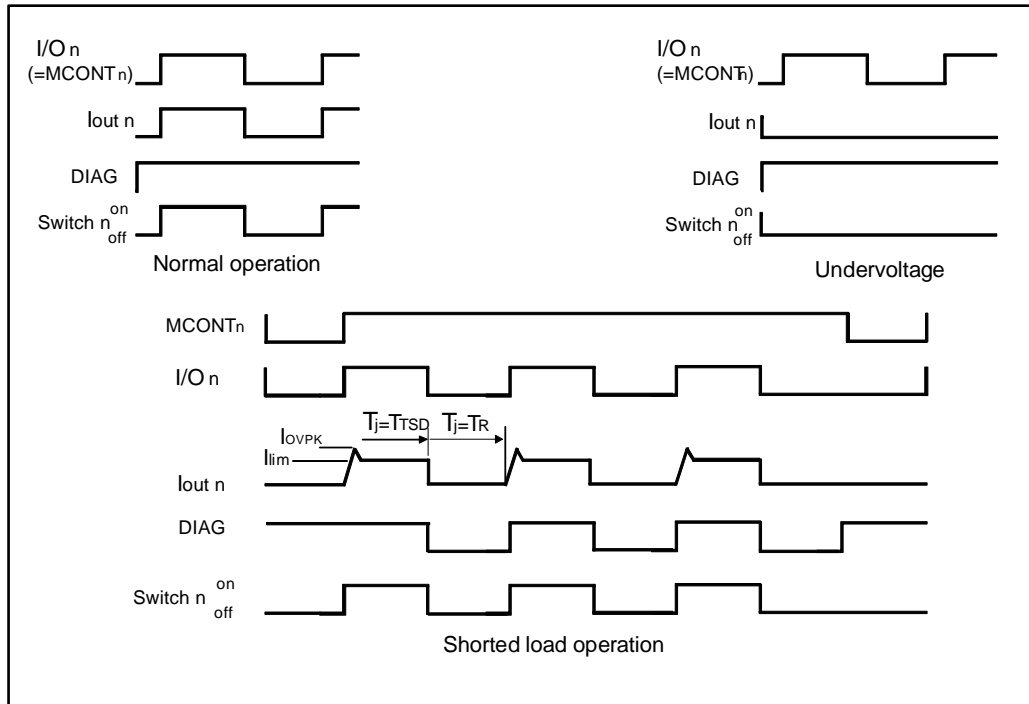 I/O n
(=MCONT n)
Iout n
DIAG
Switch n on off
Normal operation
I/O n
(=MCONTn)
Iout n
DIAG
Switch n on off
Undervoltage
MCONTn
I/O n
Tj=TTSD Tj=TR
IOVPK
Ilim
Iout n
DIAG
Switch n on off
Shorted load operation